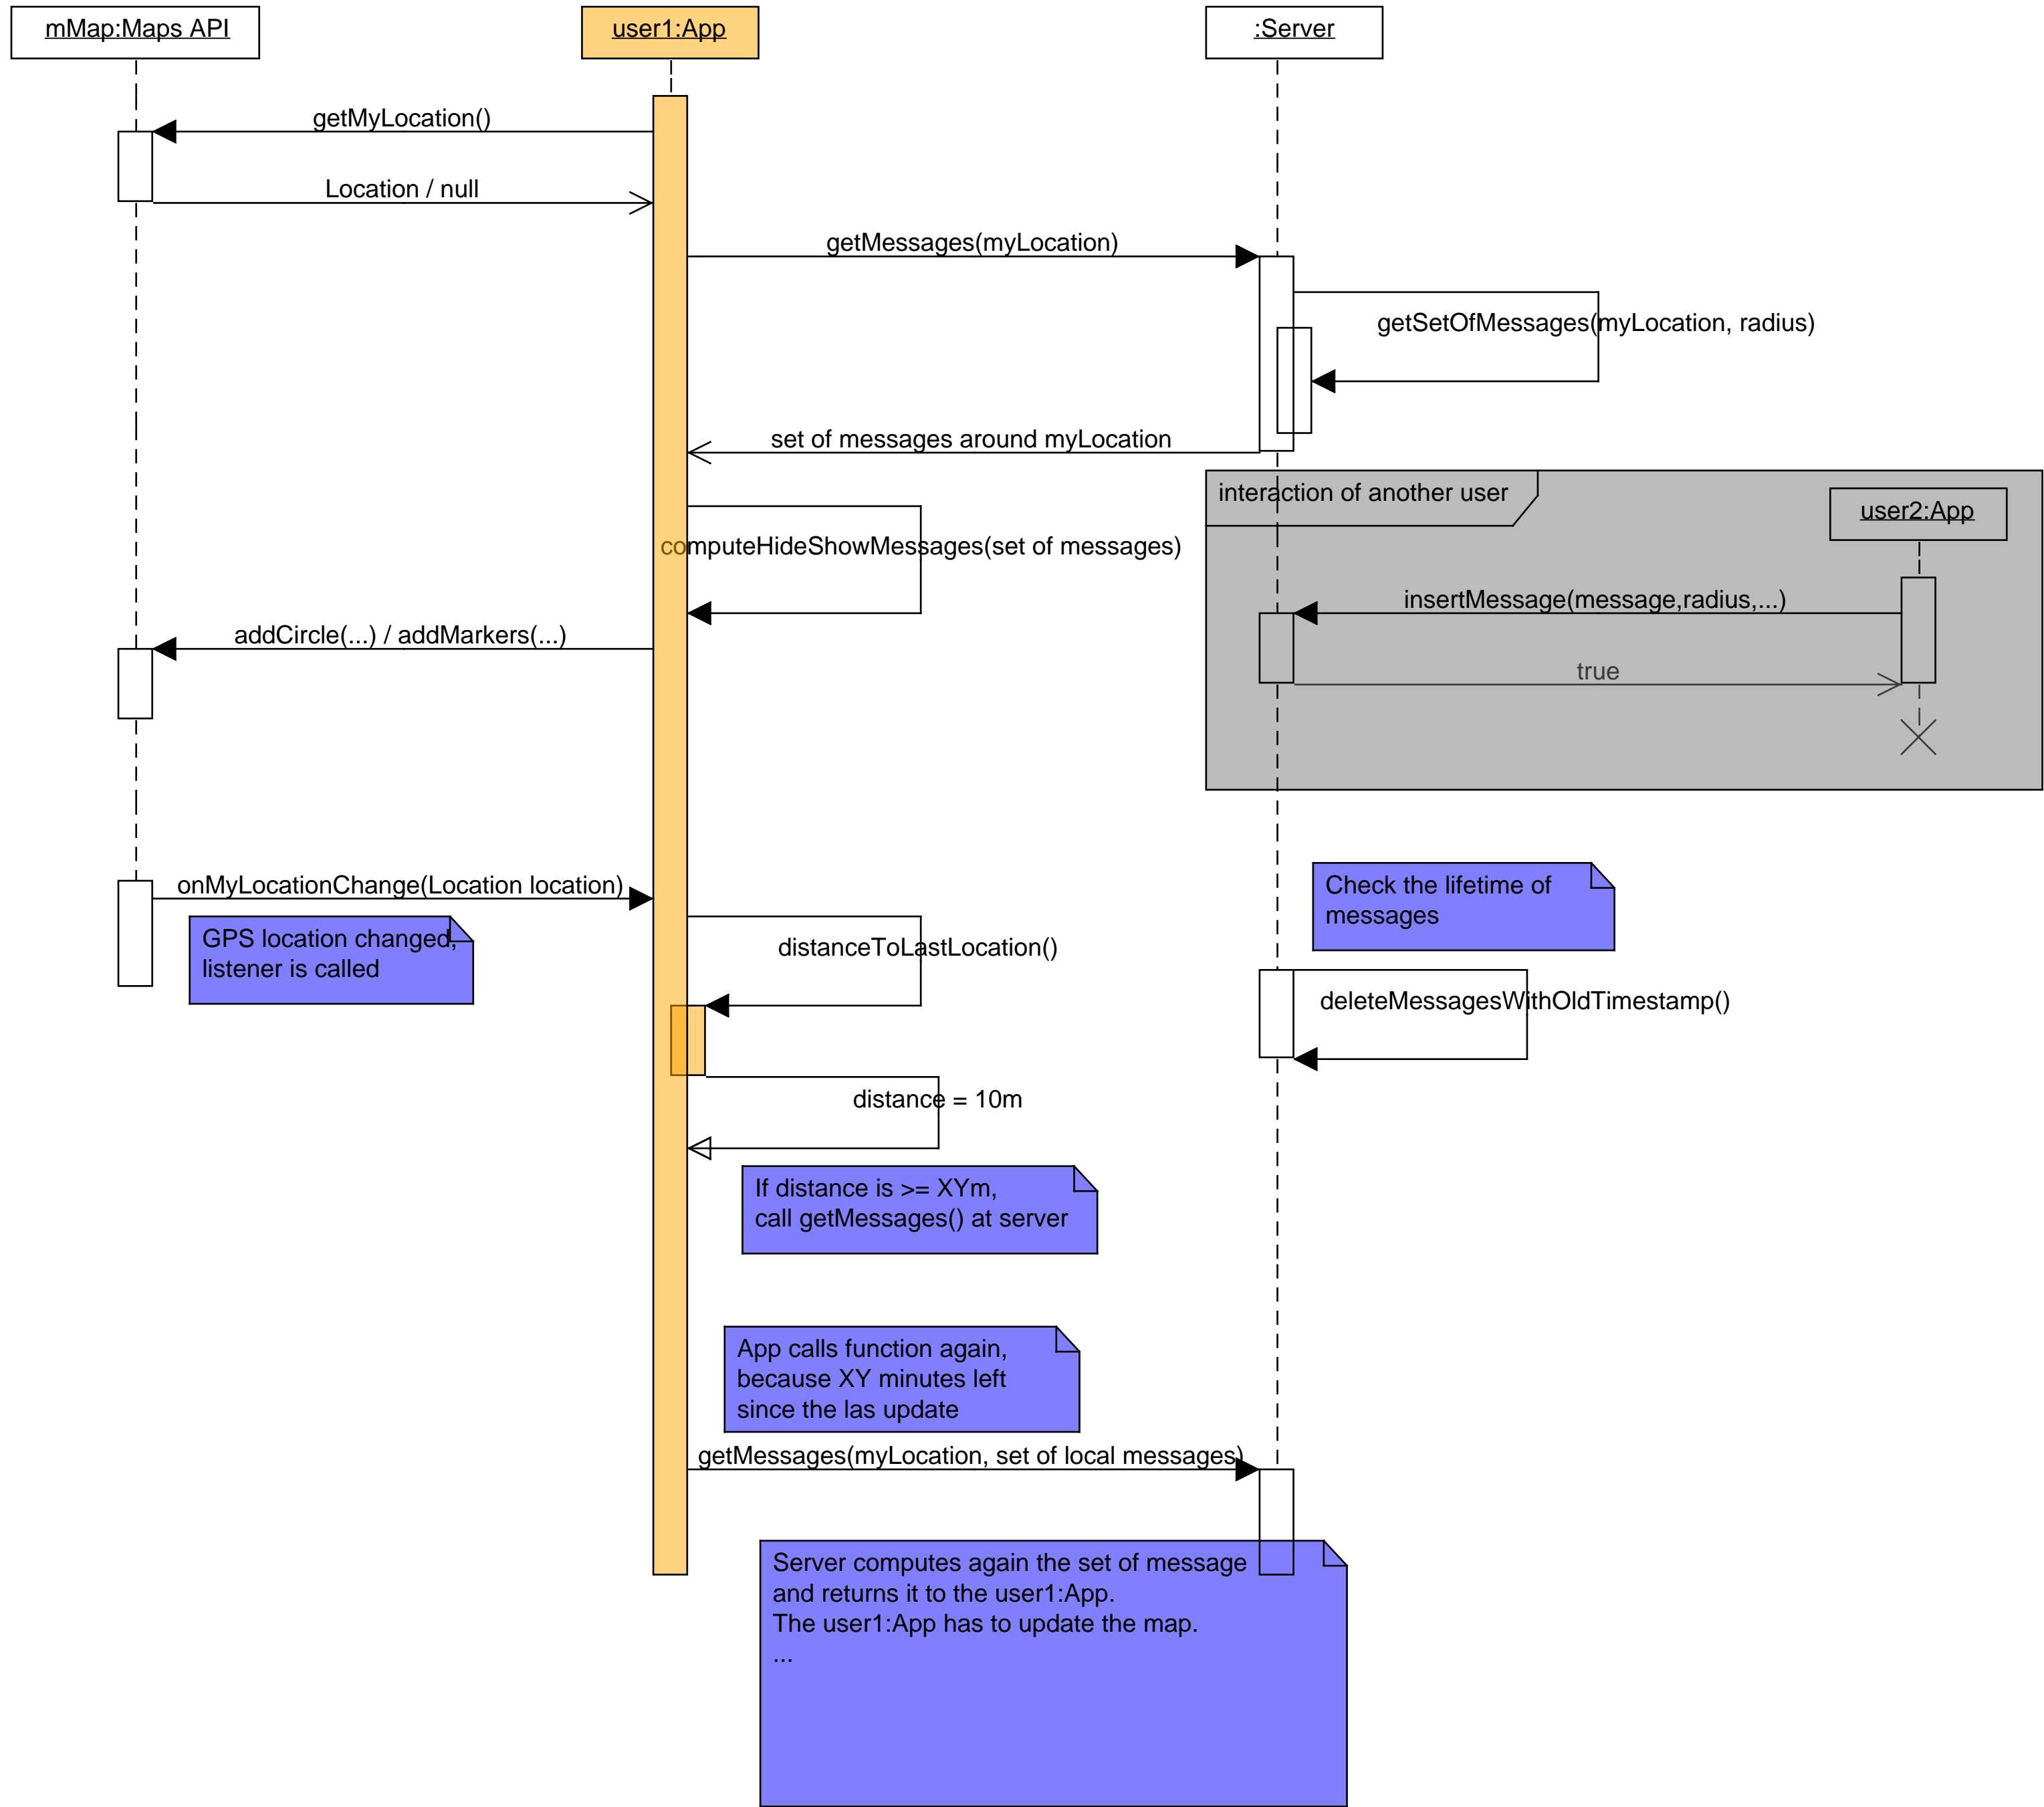 mMap:Maps API
user1:App
:Server
getMyLocation()
Location / null
getMessages(myLocation)
getSetOfMessages(myLocation, radius)
set of messages around myLocation
interaction of another user
user2:App
computeHideShowMessages(set of messages)
insertMessage(message,radius,...)
addCircle(...) / addMarkers(...)
true
onMyLocationChange(Location location)
Check the lifetime of
messages
GPS location changed,
listener is called
distanceToLastLocation()
deleteMessagesWithOldTimestamp()
distance = 10m
If distance is >= XYm,
call getMessages() at server
App calls function again,
because XY minutes left
since the las update
getMessages(myLocation, set of local messages)
Server computes again the set of message
and returns it to the user1:App.
The user1:App has to update the map.
...